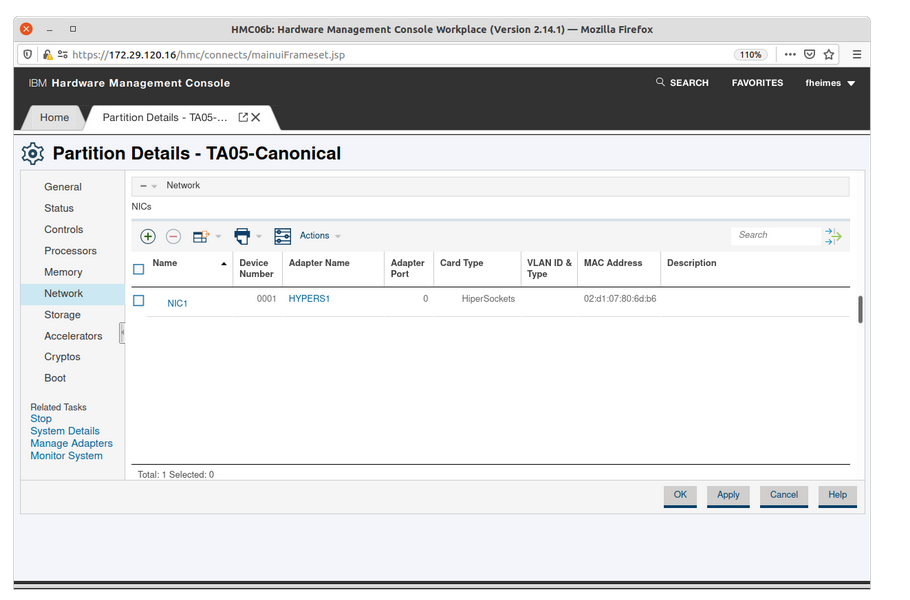 HMC06b: Hardware Management Console Workplace (Version 2.14.1) — Mozilla Firefox
https://172.29.120.16/hmc/connects/mainuiFrameset.jsp
110%
IBM Hardware Management Console
SEARCH FAVORITES fheimes
Home
Partition Details - TA05-...
Partition Details - TA05-Canonical
General
Status
Controls
Processors
Memory
Network
Storage
Accelerators
Cryptos
Boot
Related Tasks
Stop
System Details
Manage Adapters
Monitor System
Network
NICs
Actions
Search
Name
Device Number
Adapter Name
Adapter Port
Card Type
VLAN ID & Type
MAC Address
Description
NIC1 0001 HYPERS1 0 HiperSockets 02:d1:07:80:6d:b6
Total: 1 Selected: 0
OK Apply Cancel Help